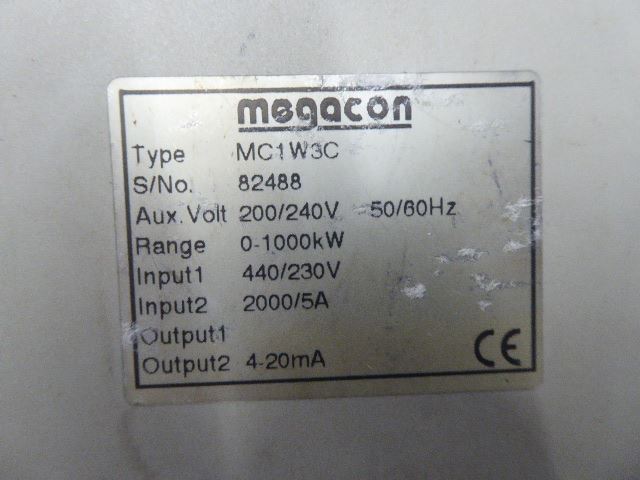 megacon
Type MC1W3C
S/No. 82488
Aux. Volt 200/240V 50/60Hz
Range 0-1000kW
Input1 440/230V
Input2 2000/5A
Output1
Output2 4-20mA CE